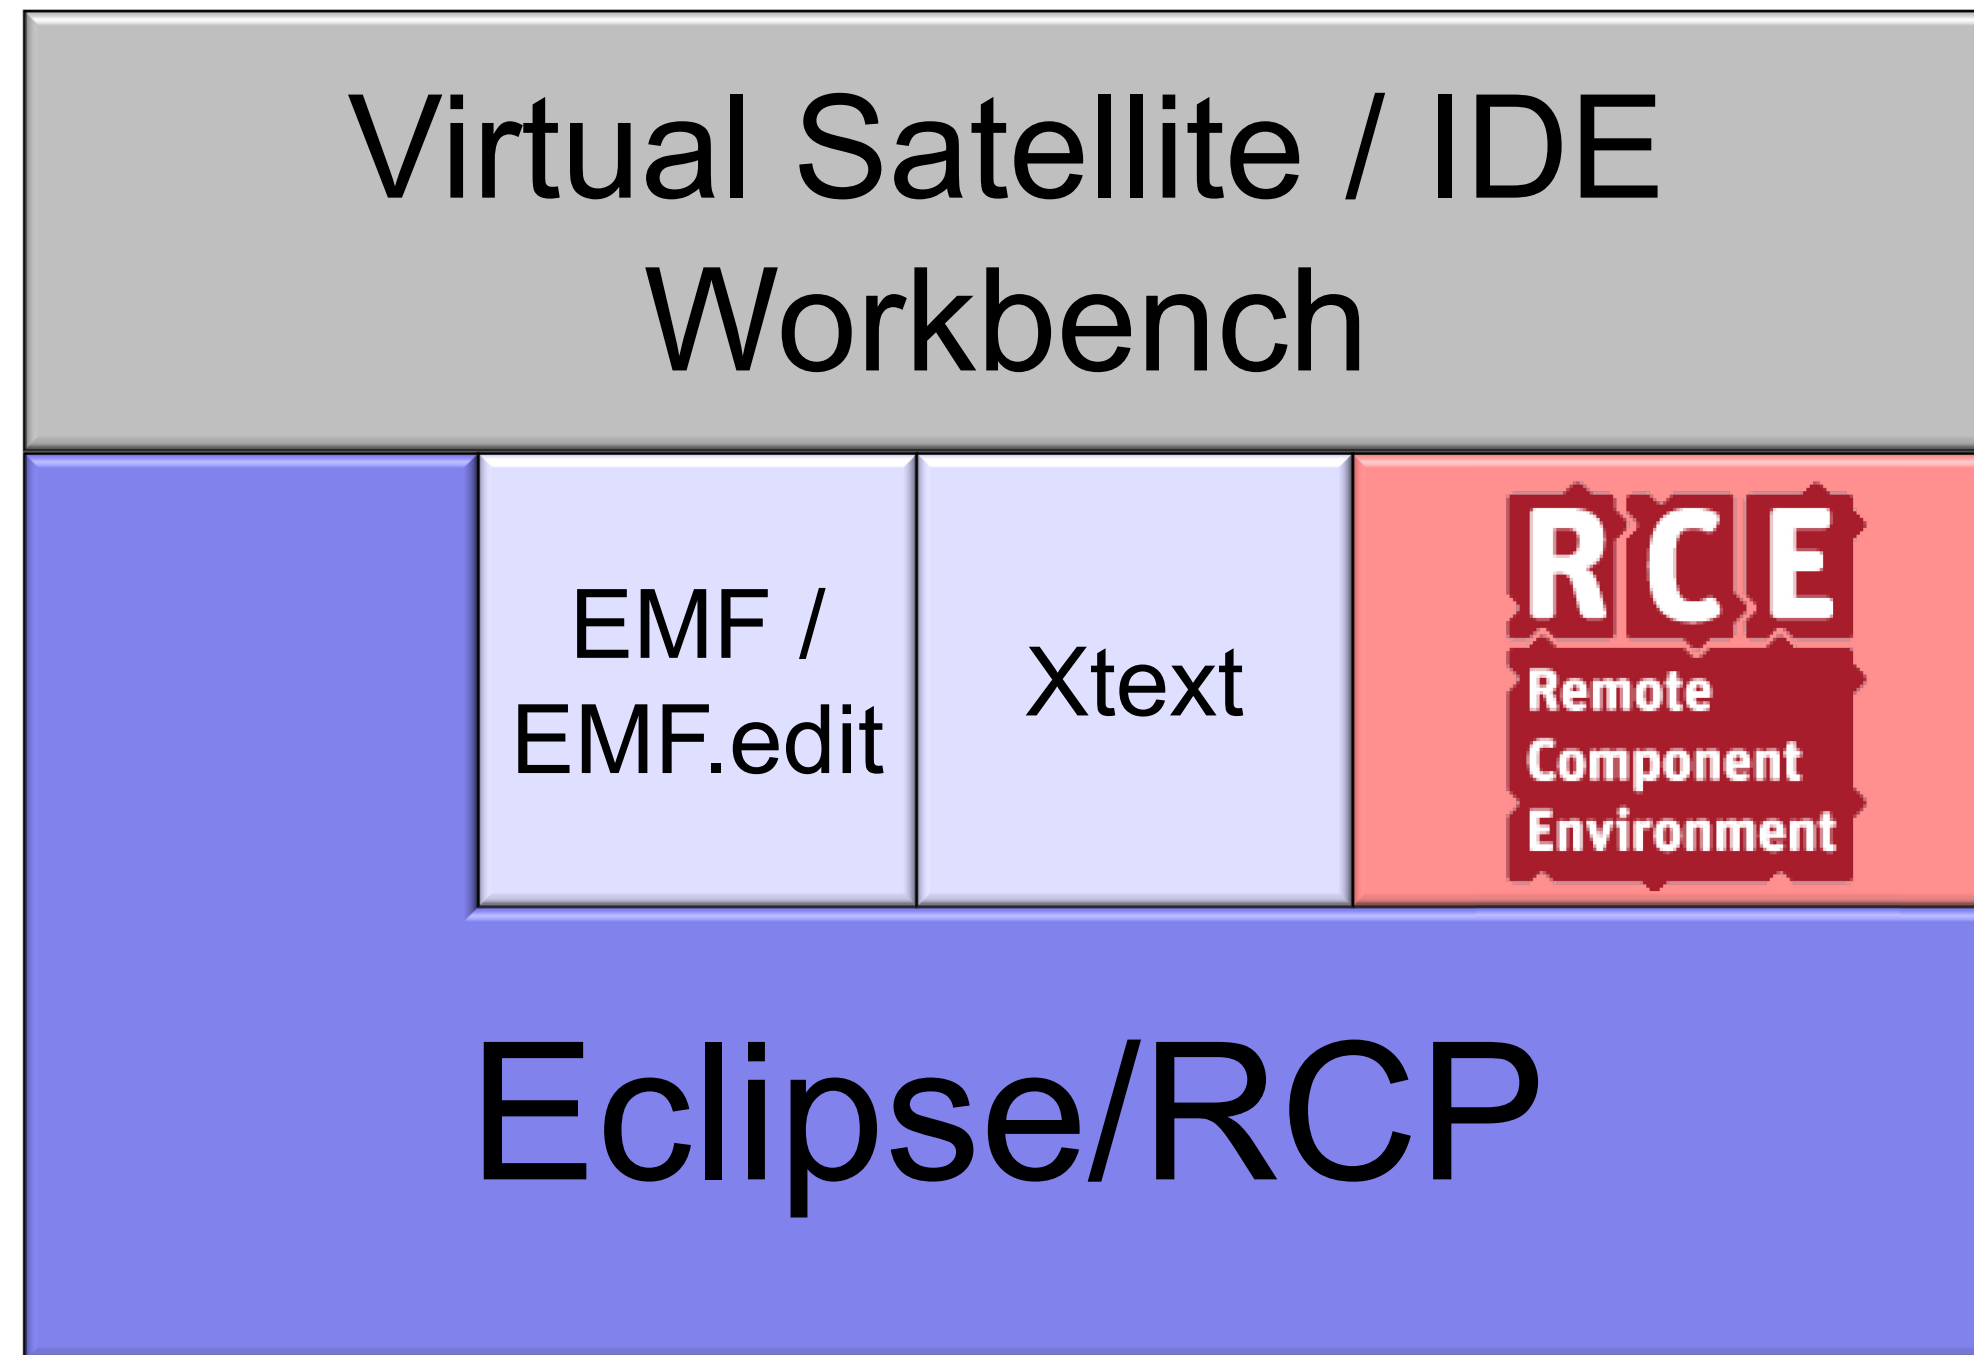 Virtual Satellite / IDE
Workbench
EMF /
EMF.edit
Xtext
RCE
Remote
Component
Environment
Eclipse/RCP